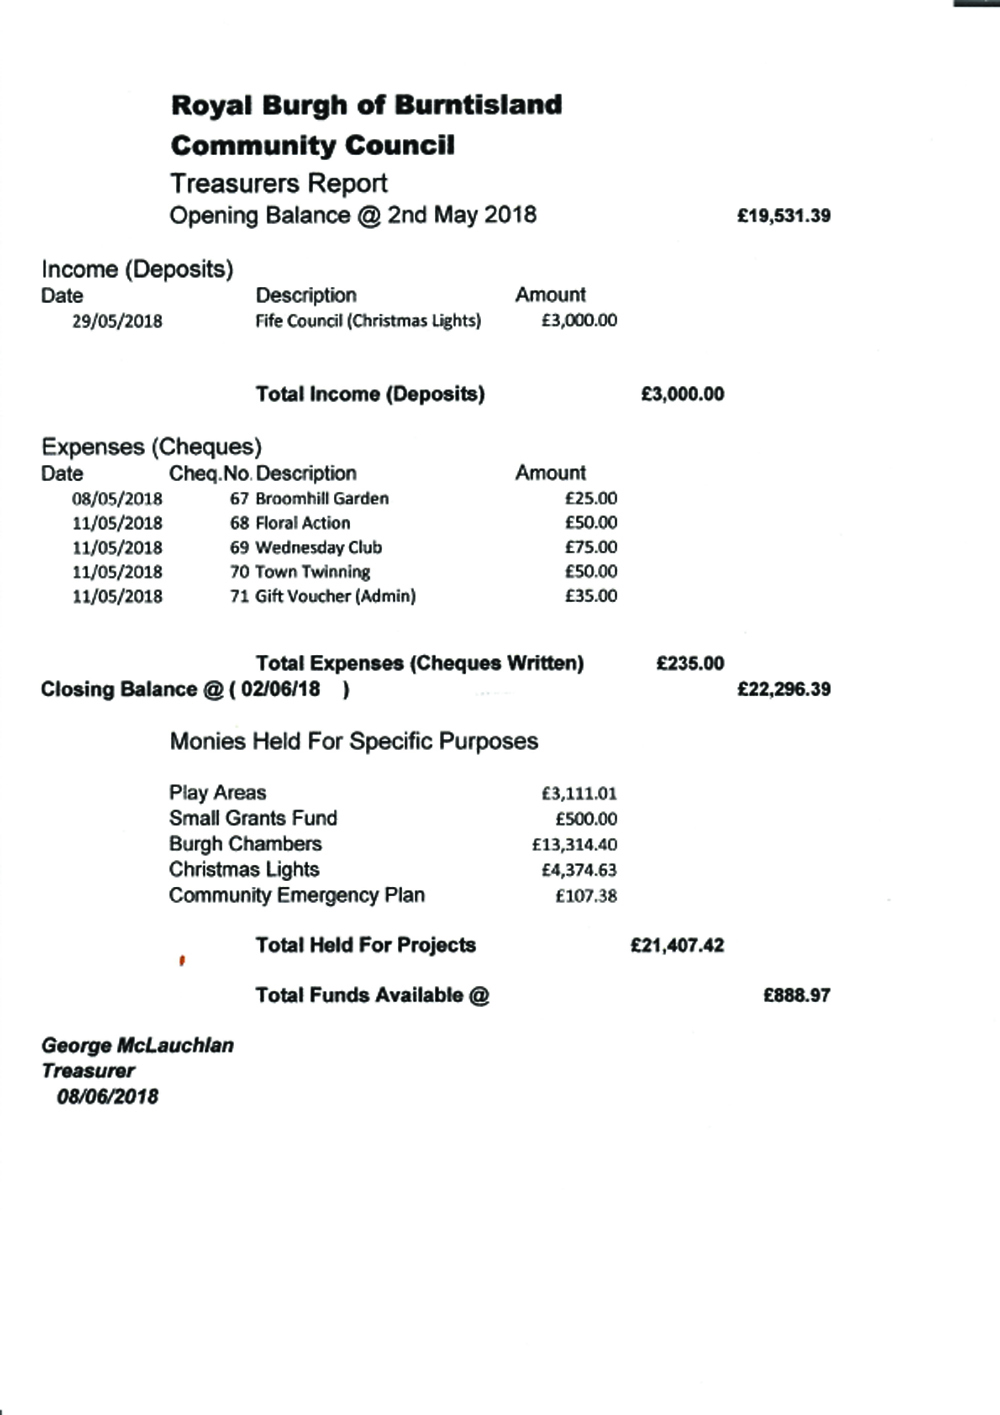 Royal Burgh of Burntisland
Community Council
Treasurers Report
Opening Balance @ 2nd May 2018 £19,531.39
Income (Deposits)
Date Description Amount
29/05/2018 Fife Council (Christmas Lights) £3,000.00
Total Income (Deposits) £3,000.00
Expenses (Cheques)
Date Cheq.No. Description Amount
08/05/2018 67 Broomhill Garden £25.00
11/05/2018 68 Floral Action £50.00
11/05/2018 69 Wednesday Club £75.00
11/05/2018 70 Town Twinning £50.00
11/05/2018 71 Gift Voucher (Admin) £35.00
Total Expenses (Cheques Written) £235.00
Closing Balance @ ( 02/06/18 ) £22,296.39
Monies Held For Specific Purposes
Play Areas £3,111.01
Small Grants Fund £500.00
Burgh Chambers £13,314.40
Christmas Lights £4,374.63
Community Emergency Plan £107.38
Total Held For Projects £21,407.42
Total Funds Available @ £888.97
George McLauchlan
Treasurer
08/06/2018